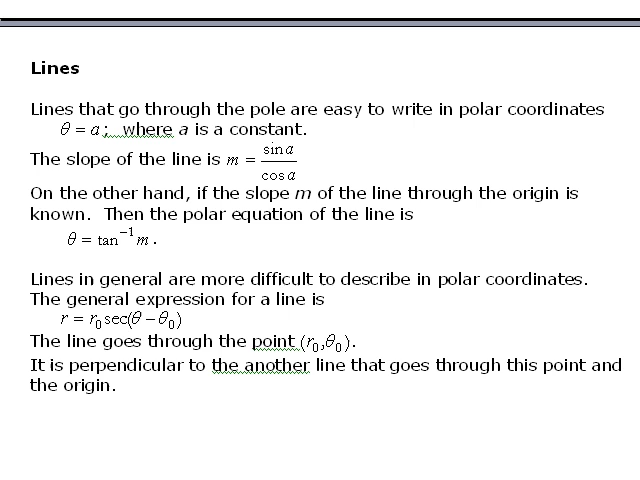 Lines
Lines that go through the pole are easy to write in polar coordinates
θ = a; where a is a constant.
The slope of the line is m = sin a / cos a
On the other hand, if the slope m of the line through the origin is
known. Then the polar equation of the line is
θ = tan⁻¹ m .
Lines in general are more difficult to describe in polar coordinates.
The general expression for a line is
r = r₀ sec(θ − θ₀)
The line goes through the point (r₀,θ₀).
It is perpendicular to the another line that goes through this point and
the origin.